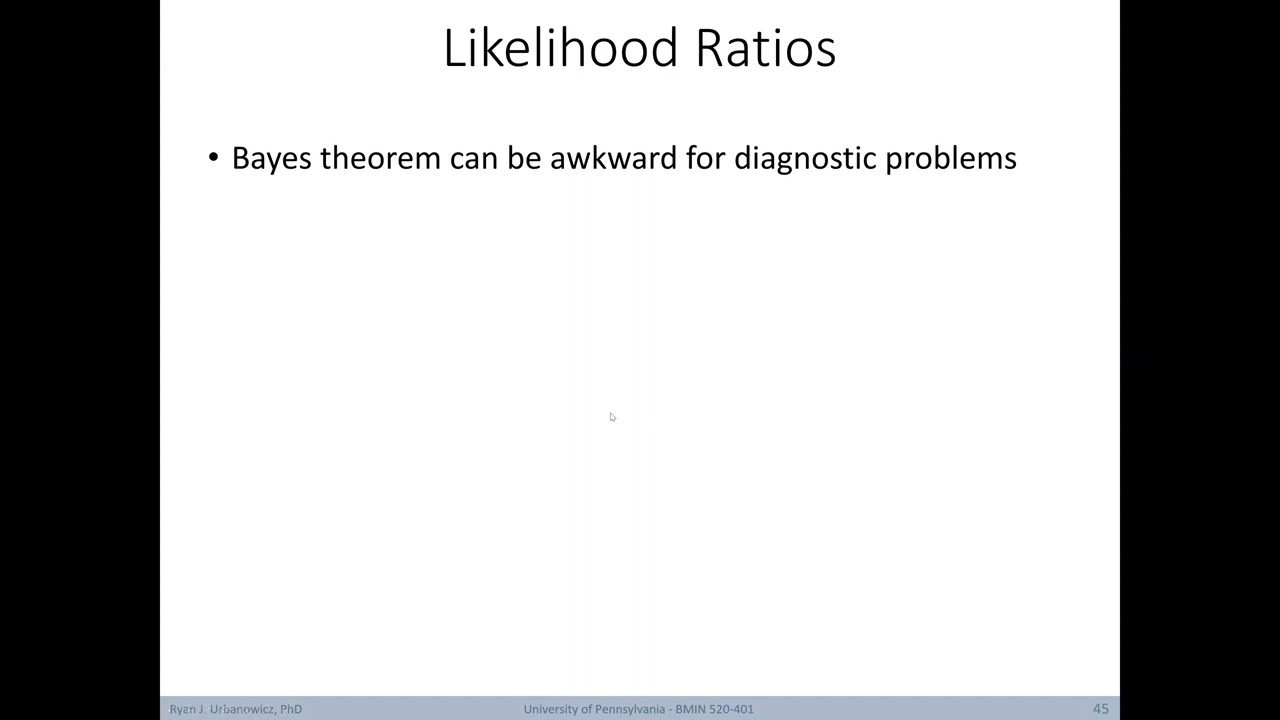 Likelihood Ratios
• Bayes theorem can be awkward for diagnostic problems
Ryan J. Urbanowicz, PhD
University of Pennsylvania - BMIN 520-401
45